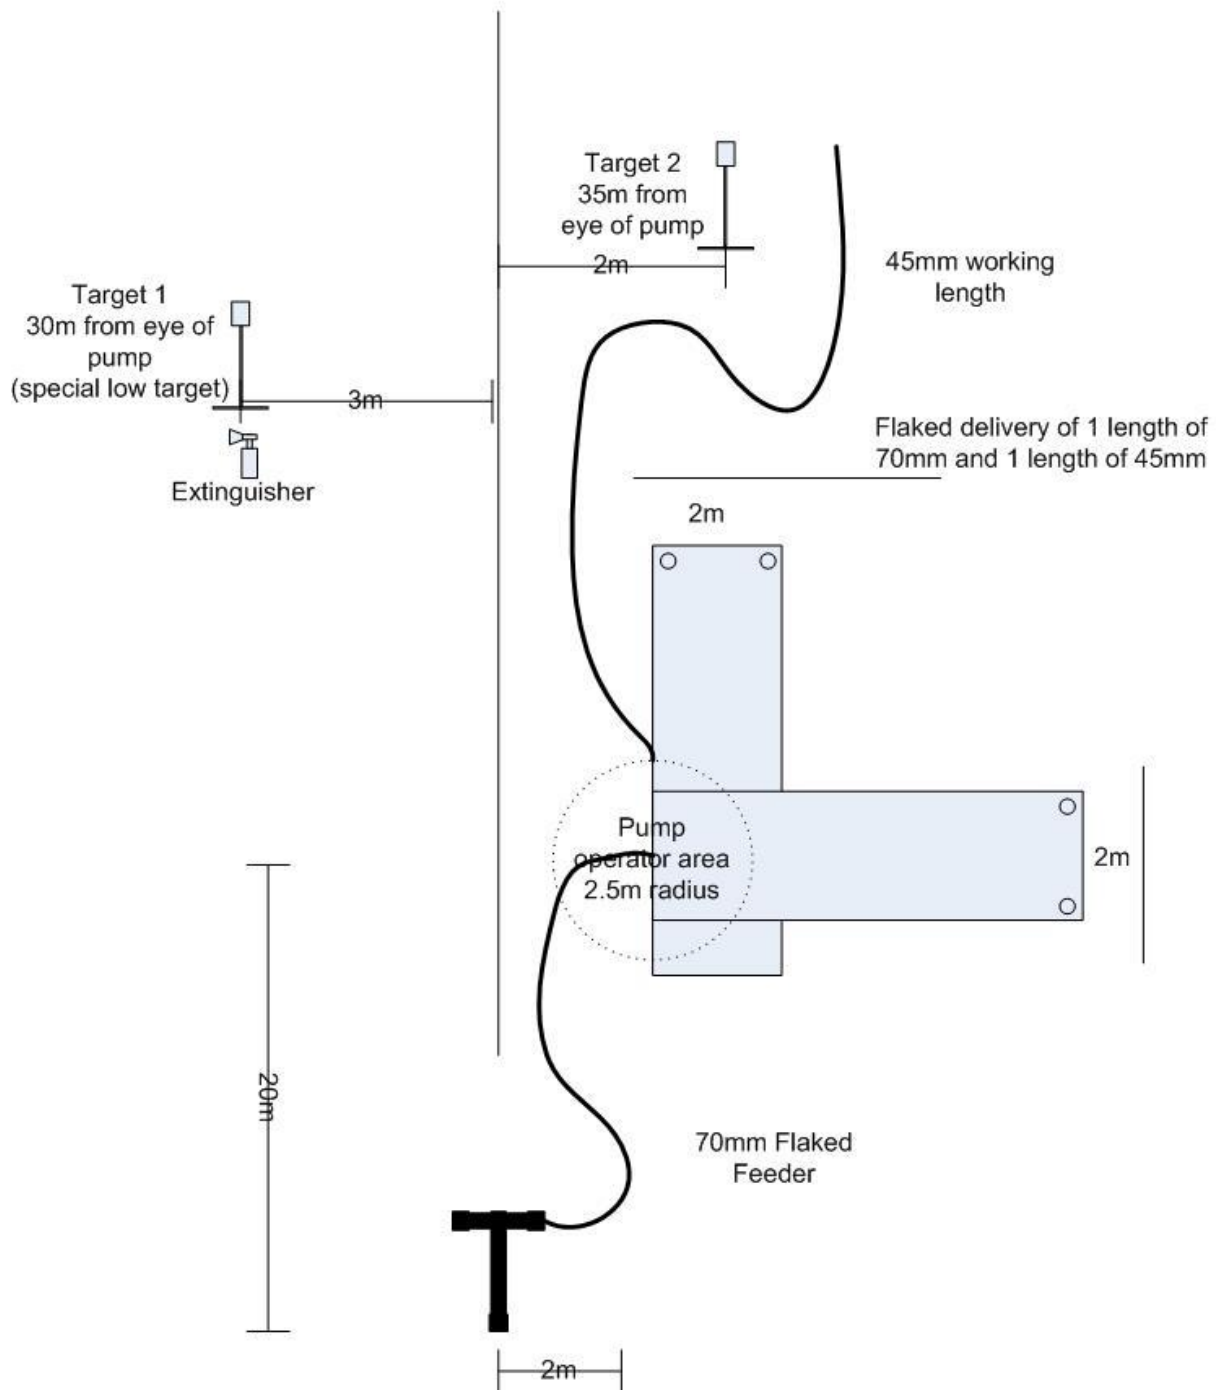 Target 2
35m from
eye of pump
2m
45mm working
length
Target 1
30m from eye of
pump
(special low target)
3m
Extinguisher
Flaked delivery of 1 length of
70mm and 1 length of 45mm
2m
Pump
operator area
2.5m radius
2m
20m
70mm Flaked
Feeder
2m